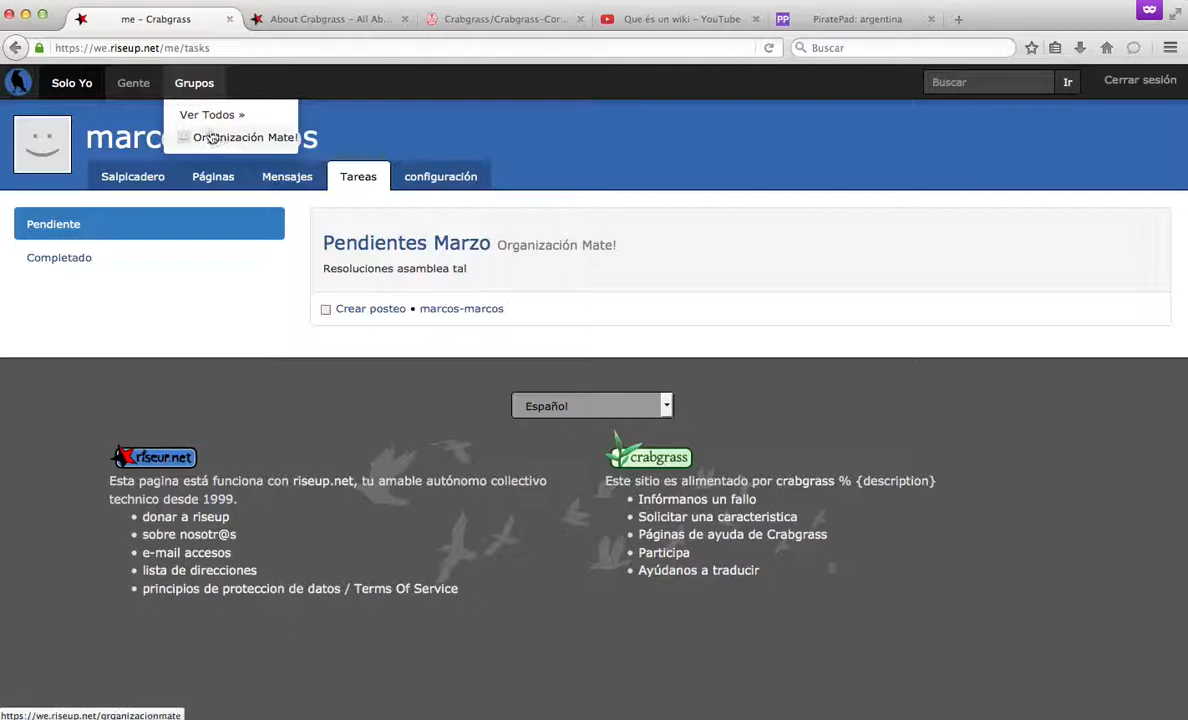 me – Crabgrass
About Crabgrass – All Ab...
Crabgrass/Crabgrass-Cor...
Que és un wiki - YouTube
PiratePad: argentina
https://we.riseup.net/me/tasks
Buscar
Solo Yo
Gente
Grupos
Buscar
Ir
Cerrar sesión
Ver Todos »
Organización Mate!
Salpicadero
Páginas
Mensajes
Tareas
configuración
Pendiente
Completado
Pendientes Marzo Organización Mate!
Resoluciones asamblea tal
Crear posteo • marcos-marcos
Español
riseup.net
Esta pagina está funciona con riseup.net, tu amable autónomo colectivo
technico desde 1999.
• donar a riseup
• sobre nosotr@s
• e-mail accesos
• lista de direcciones
• principios de proteccion de datos / Terms Of Service
crabgrass
Este sitio es alimentado por crabgrass % {description}
• Infórmanos un fallo
• Solicitar una caracteristica
• Páginas de ayuda de Crabgrass
• Participa
• Ayúdanos a traducir
https://we.riseup.net/organizacionmate